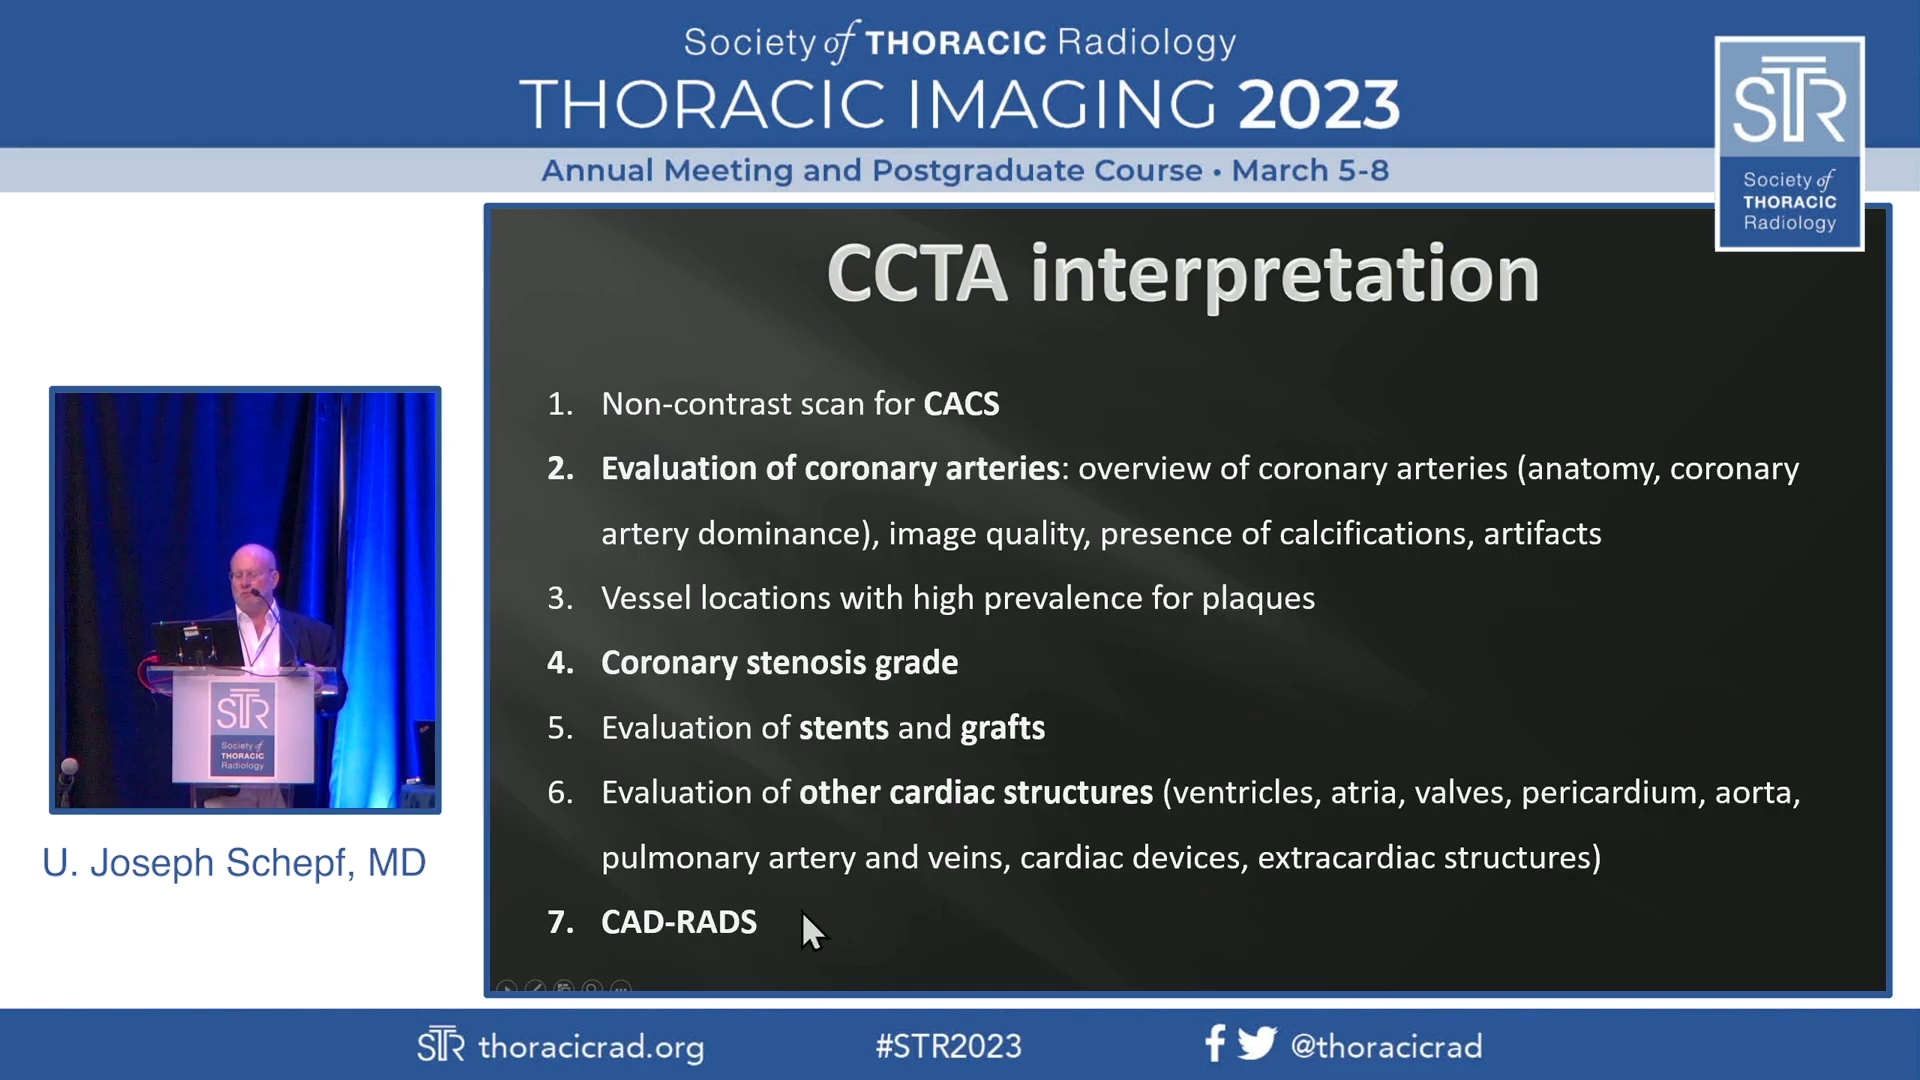 Society of THORACIC Radiology
THORACIC IMAGING 2023
Annual Meeting and Postgraduate Course • March 5-8
STR
Society of
THORACIC
Radiology
CCTA interpretation
1. Non-contrast scan for CACS
2. Evaluation of coronary arteries: overview of coronary arteries (anatomy, coronary
artery dominance), image quality, presence of calcifications, artifacts
3. Vessel locations with high prevalence for plaques
4. Coronary stenosis grade
5. Evaluation of stents and grafts
6. Evaluation of other cardiac structures (ventricles, atria, valves, pericardium, aorta,
pulmonary artery and veins, cardiac devices, extracardiac structures)
7. CAD-RADS
STR
Society of
THORACIC
Radiology
U. Joseph Schepf, MD
STR thoracicrad.org
#STR2023
@thoracicrad